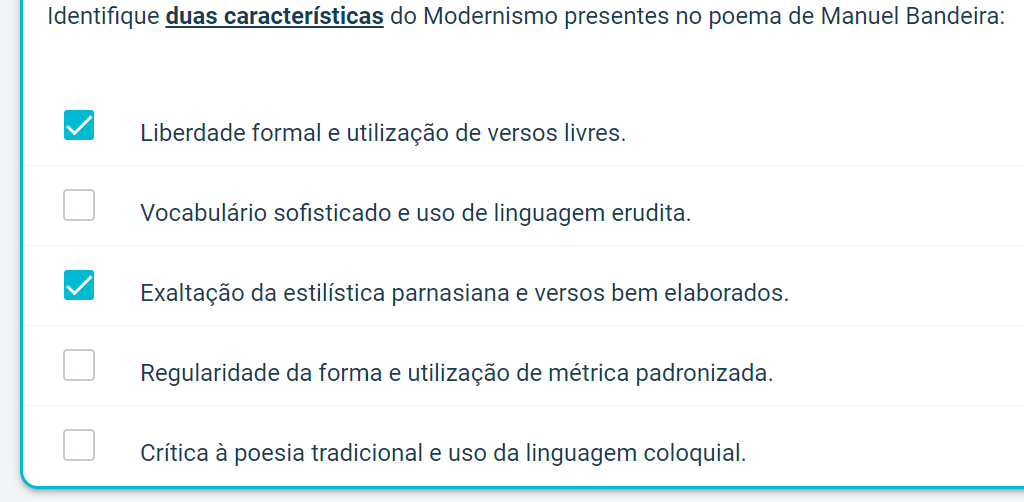 Identifique duas características do Modernismo presentes no poema de Manuel Bandeira:
Liberdade formal e utilização de versos livres.
Vocabulário sofisticado e uso de linguagem erudita.
Exaltação da estilística parnasiana e versos bem elaborados.
Regularidade da forma e utilização de métrica padronizada.
Crítica à poesia tradicional e uso da linguagem coloquial.